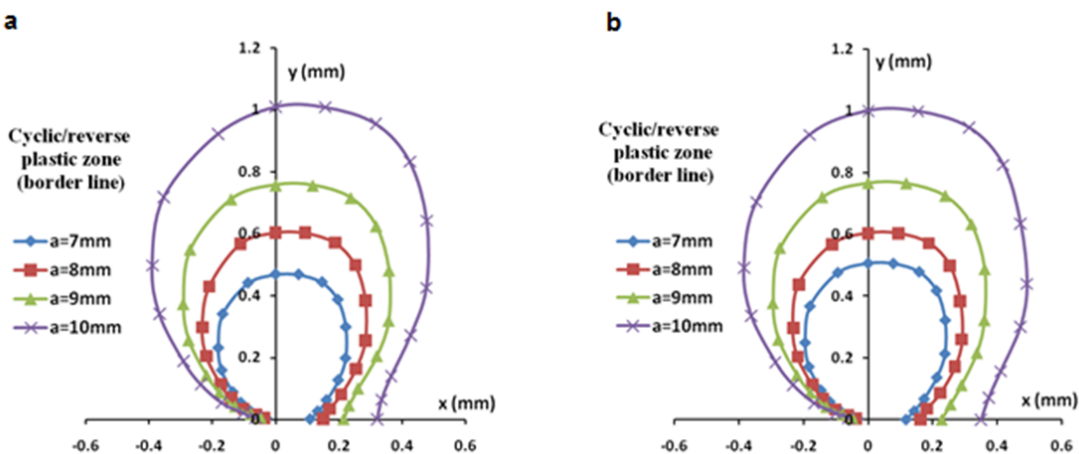 a
1.2
y (mm)
1
Cyclic/reverse
plastic zone
(border line)
0.8
0.6
a=7mm
a=8mm
a=9mm
a=10mm
0.4
0.2
x (mm)
0
-0.6 -0.4 -0.2 0 0.2 0.4 0.6
b
1.2
y (mm)
1
Cyclic/reverse
plastic zone
(border line)
0.8
0.6
a=7mm
a=8mm
a=9mm
a=10mm
0.4
0.2
x (mm)
0
-0.6 -0.4 -0.2 0 0.2 0.4 0.6